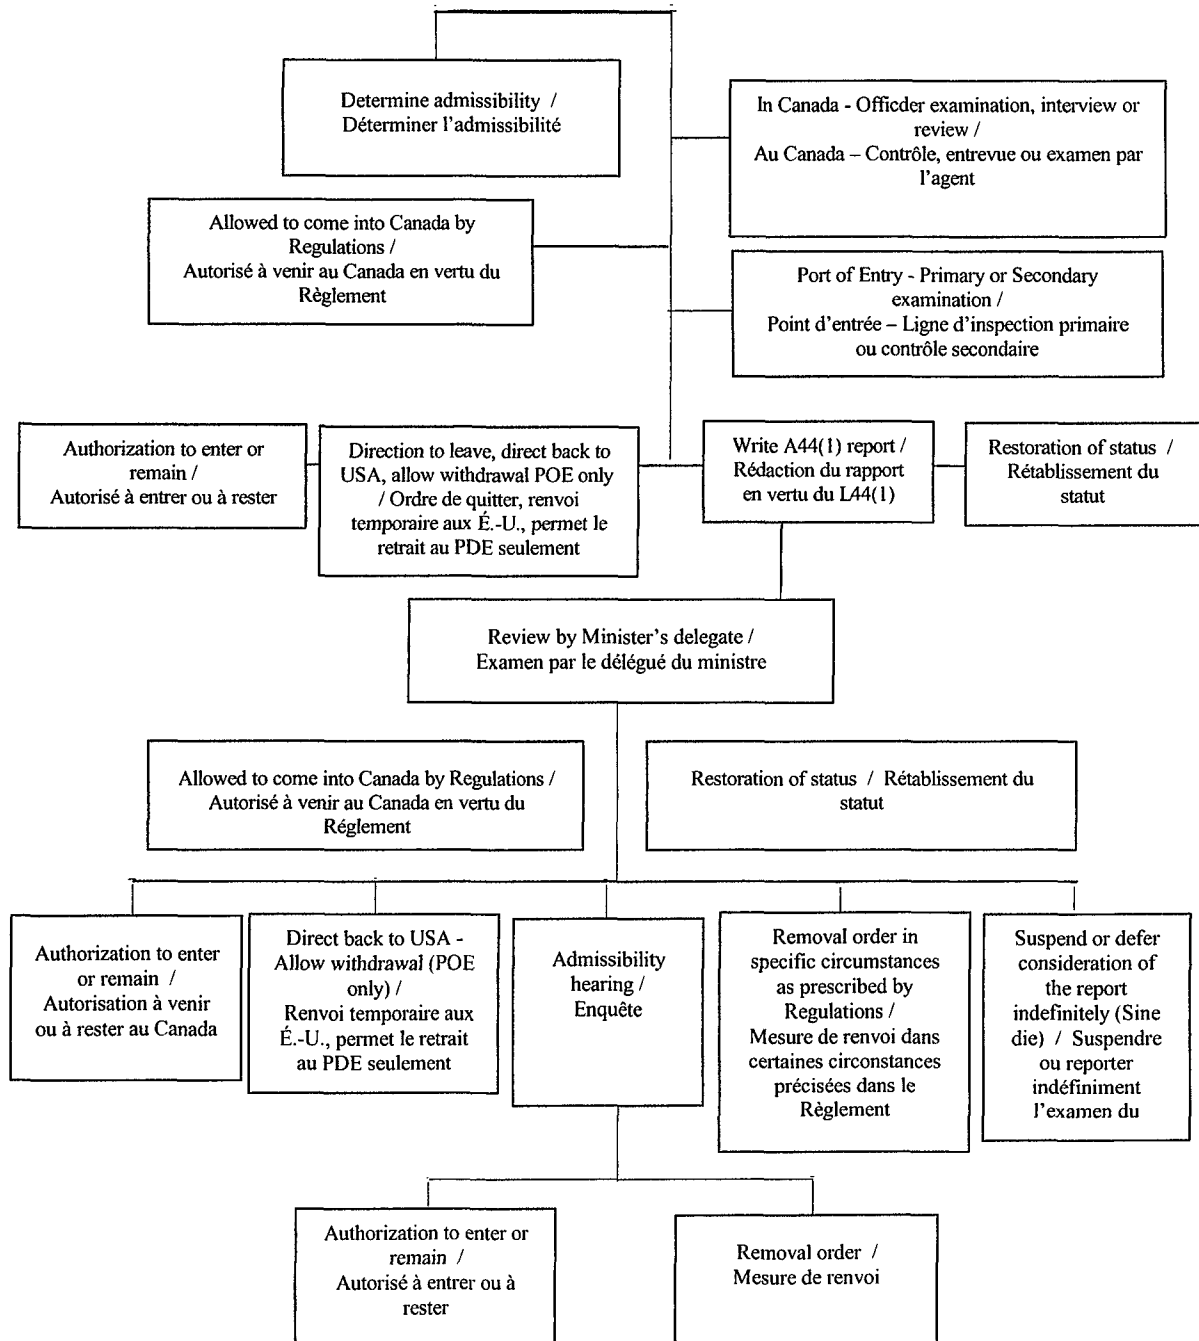 Determine admissibility /
Déterminer l'admissibilité
In Canada - Officder examination, interview or
review /
Au Canada – Contrôle, entrevue ou examen par
l'agent
Allowed to come into Canada by
Regulations /
Autorisé à venir au Canada en vertu du
Règlement
Port of Entry - Primary or Secondary
examination /
Point d'entrée – Ligne d'inspection primaire
ou contrôle secondaire
Authorization to enter or
remain /
Autorisé à entrer ou à rester
Direction to leave, direct back to
USA, allow withdrawal POE only
/ Ordre de quitter, renvoi
temporaire aux É.-U., permet le
retrait au PDE seulement
Write A44(1) report /
Rédaction du rapport
en vertu du L44(1)
Restoration of status /
Rétablissement du
statut
Review by Minister's delegate /
Examen par le délégué du ministre
Allowed to come into Canada by Regulations /
Autorisé à venir au Canada en vertu du
Réglement
Restoration of status / Rétablissement du
statut
Authorization to enter
or remain /
Autorisation à venir
ou à rester au Canada
Direct back to USA -
Allow withdrawal (POE
only) /
Renvoi temporaire aux
É.-U., permet le retrait
au PDE seulement
Admissibility
hearing /
Enquête
Removal order in
specific circumstances
as prescribed by
Regulations /
Mesure de renvoi dans
certaines circonstances
précisées dans le
Règlement
Suspend or defer
consideration of
the report
indefinitely (Sine
die) / Suspendre
ou reporter
indéfiniment
l'examen du
Authorization to enter or
remain /
Autorisé à entrer ou à
rester
Removal order /
Mesure de renvoi